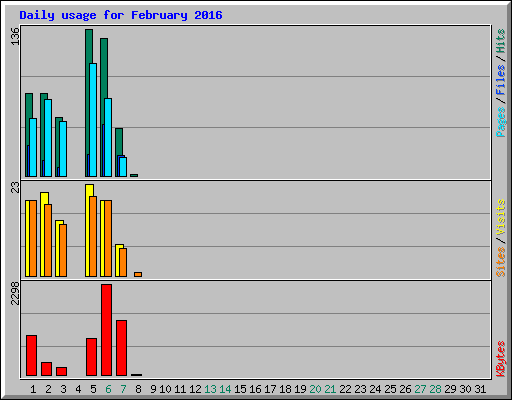 Daily usage for February 2016
136
23
2298
Pages / Files / Hits
Sites / Visits
KBytes
1 2 3 4 5 6 7 8 9 10 11 12 13 14 15 16 17 18 19 20 21 22 23 24 25 26 27 28 29 30 31